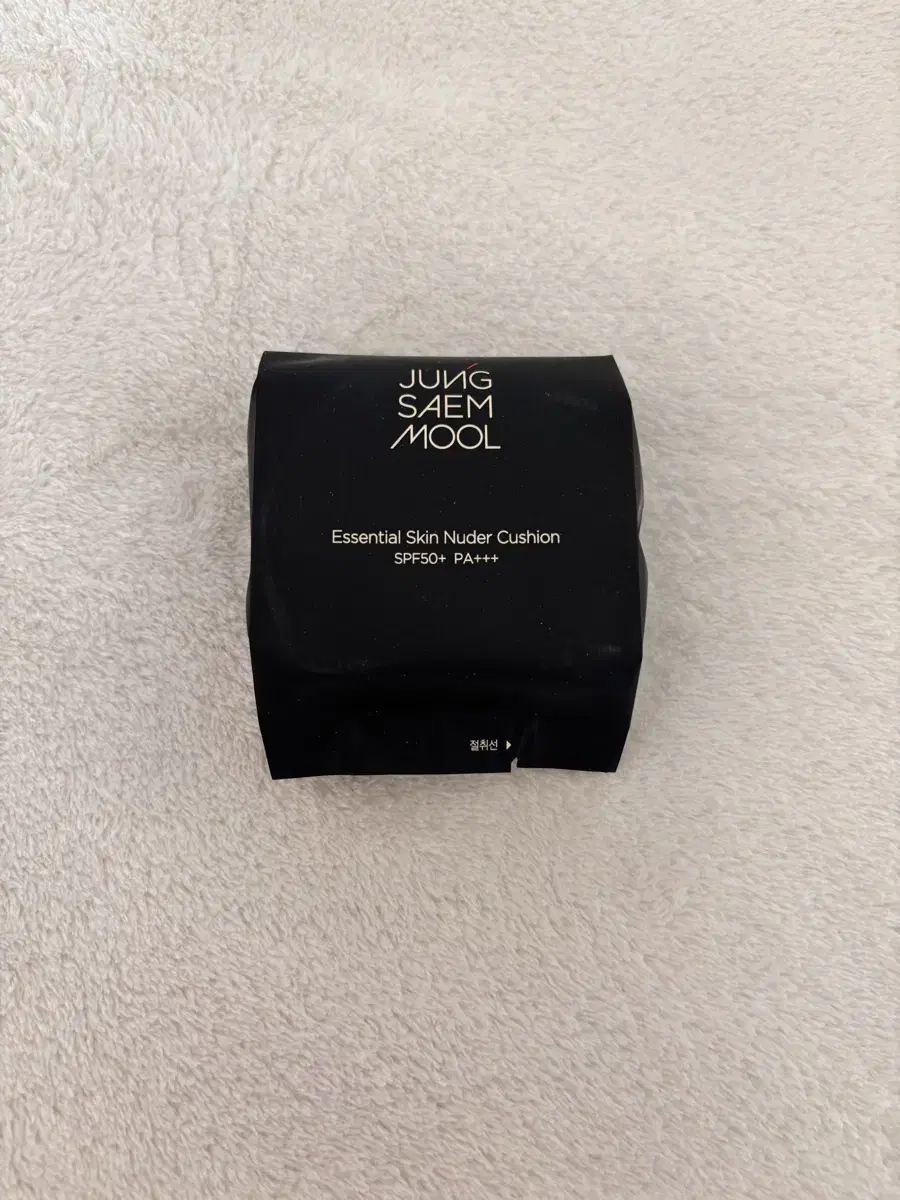 JUNG
SAEM
MOOL
Essential Skin Nuder Cushion
SPF50+ PA+++
절취선